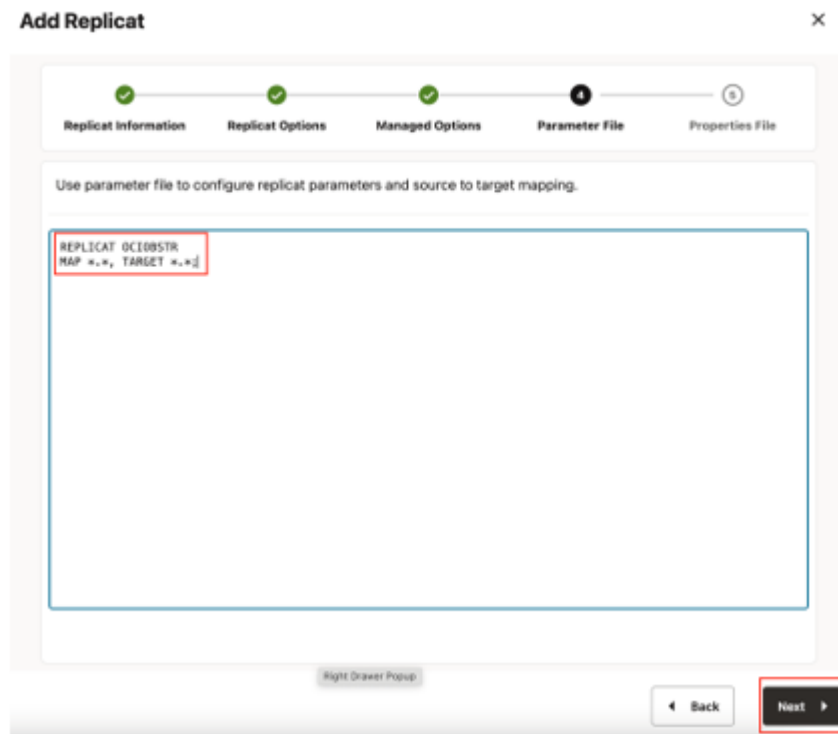 Add Replicat
×
4
5
Replicat Information
Replicat Options
Managed Options
Parameter File
Properties File
Use parameter file to configure replicat parameters and source to target mapping.
REPLICAT OCIOBSTR
MAP *.*, TARGET *.*;
Right Drawer Popup
Back
Next